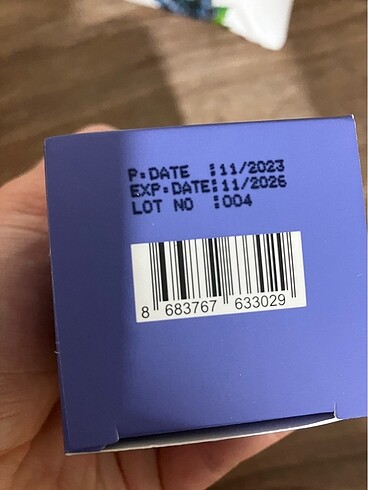 P.DATE :11/2023
EXP.DATE:11/2026
LOT NO :004
8 683767 633029